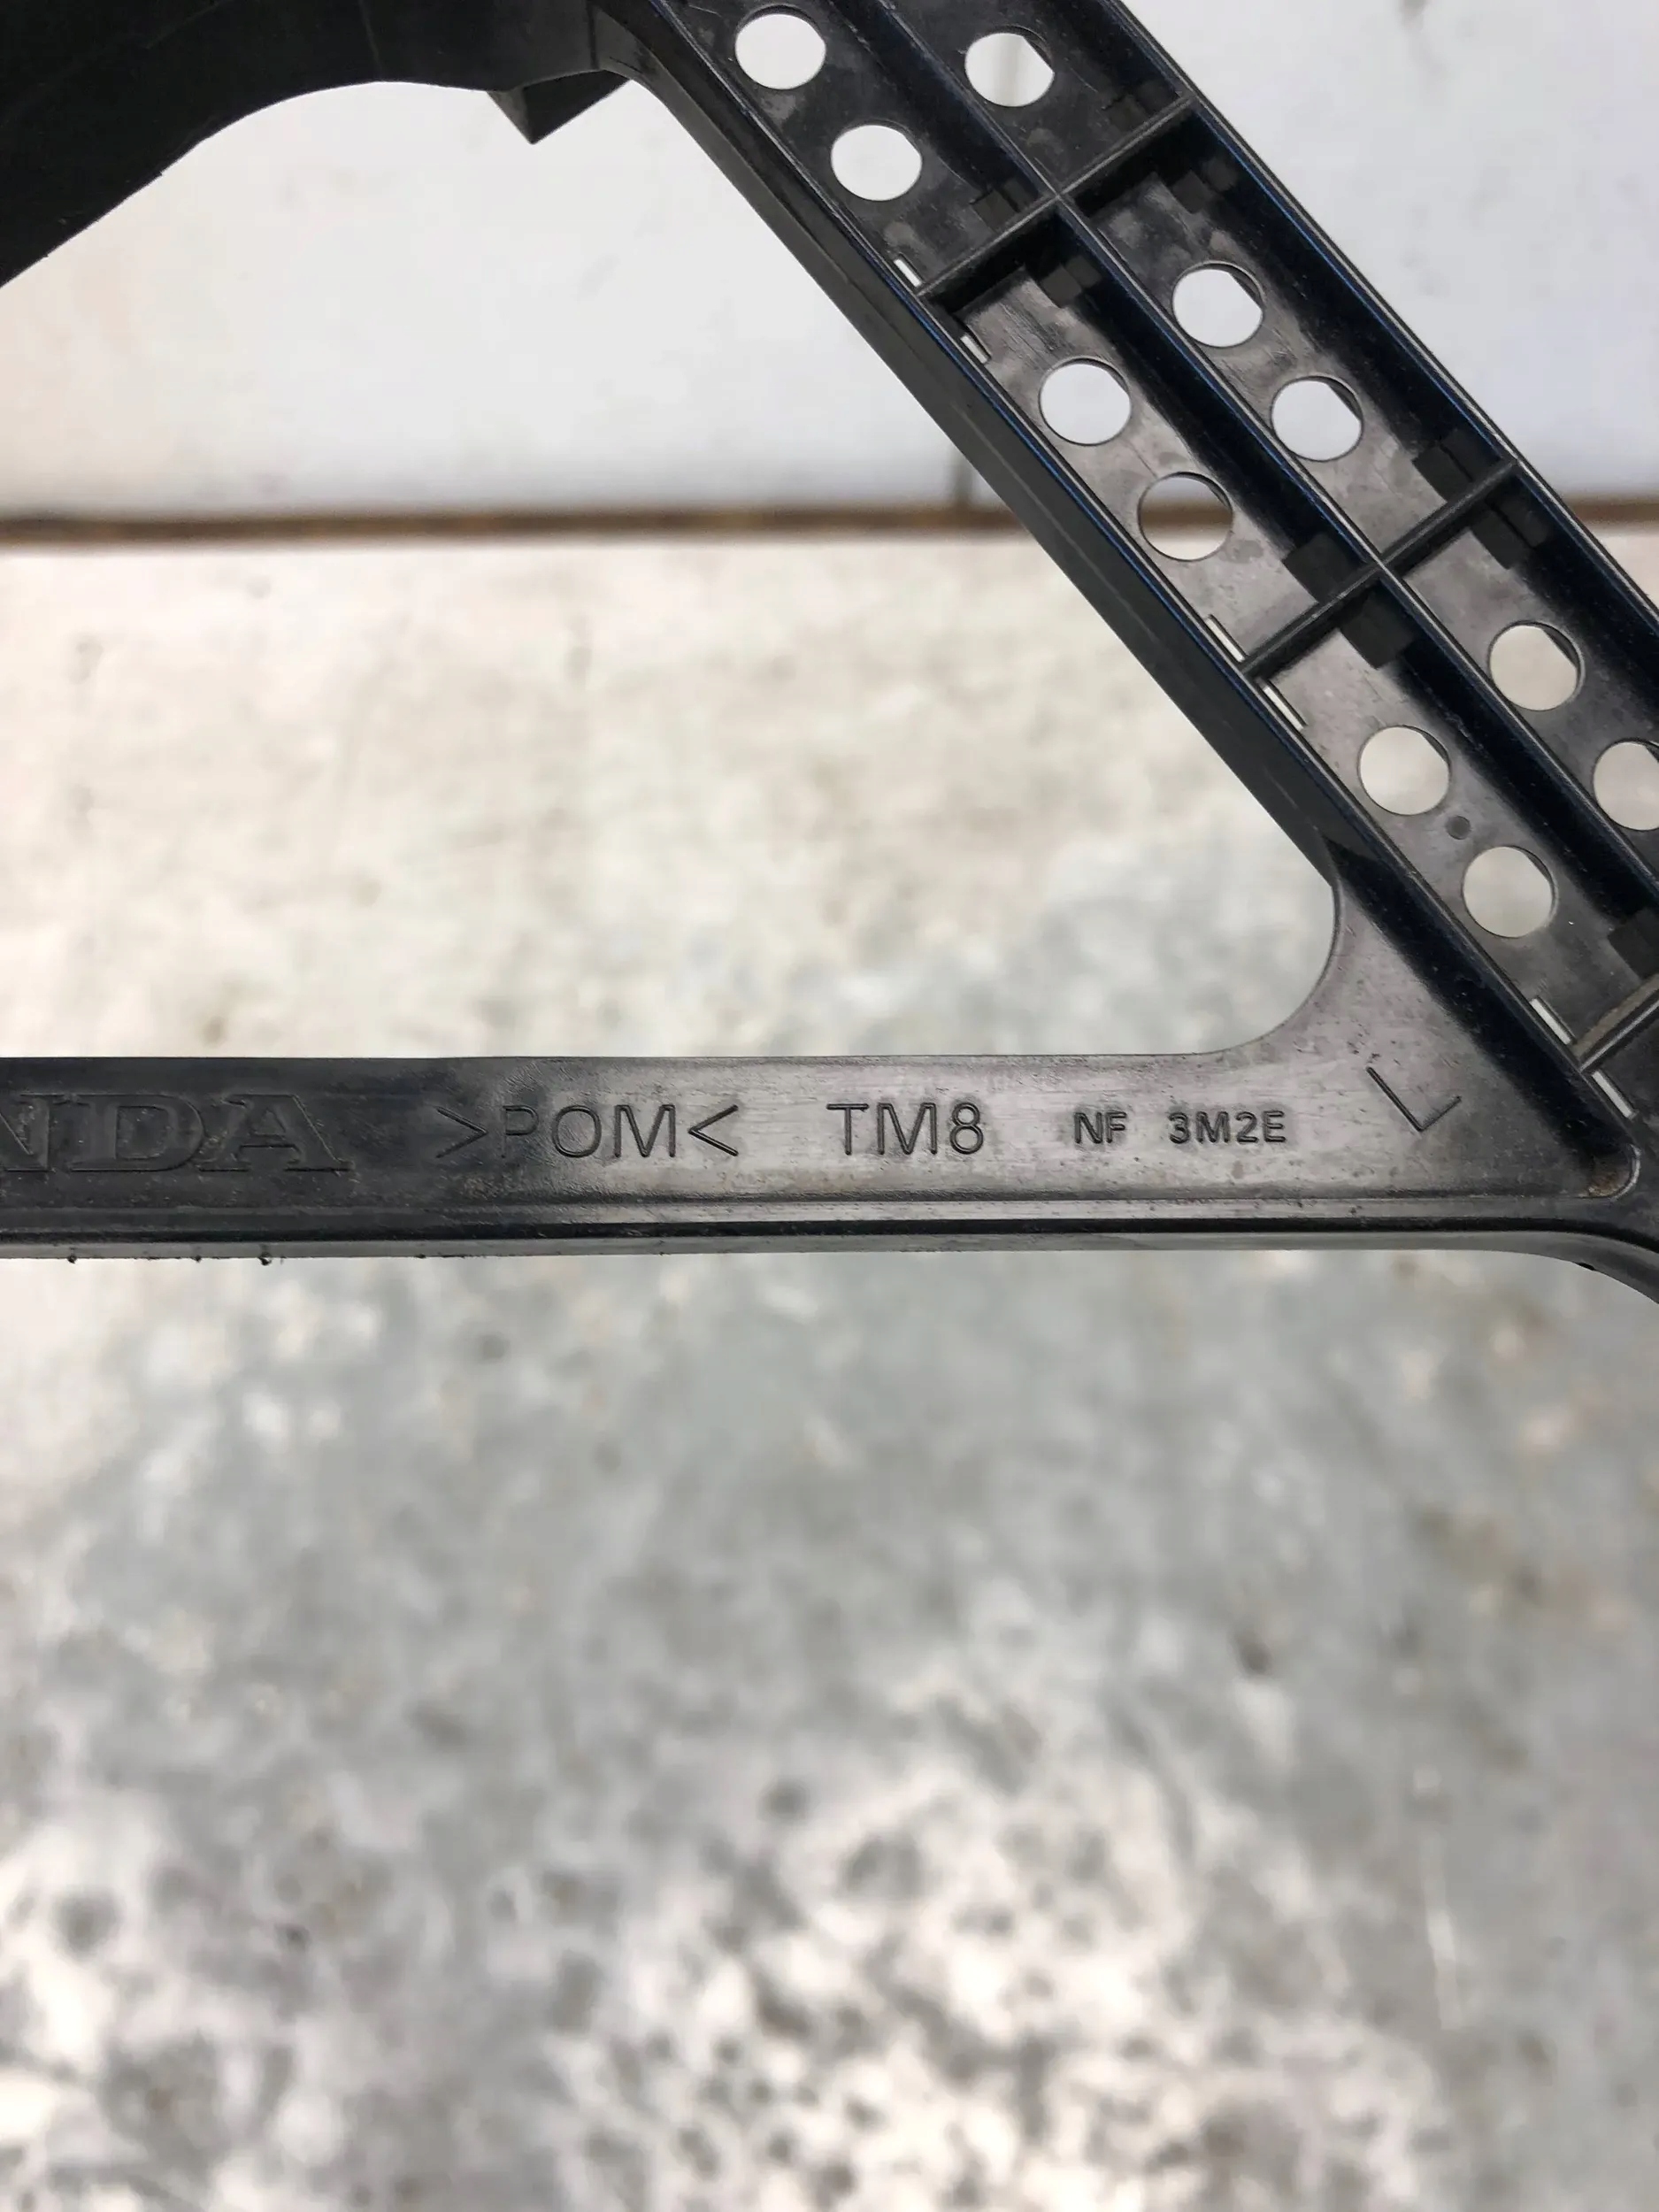 NDA >POM< TM8 NF 3M2E L